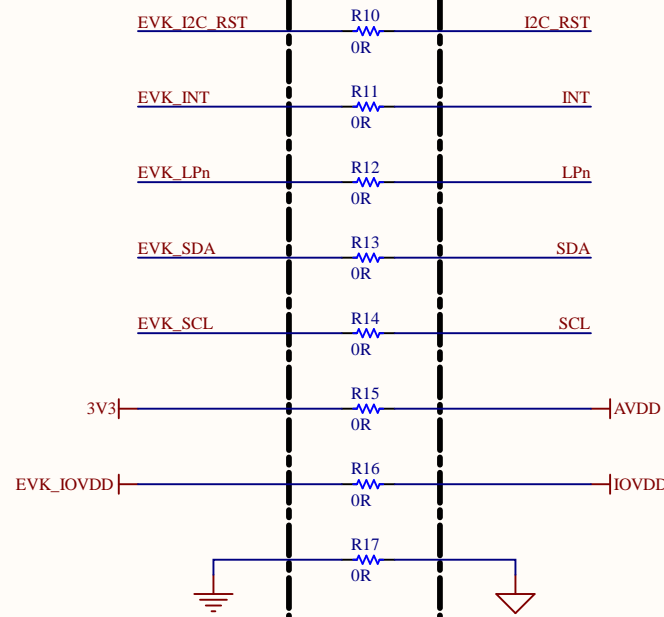 R10
EVK_I2C_RST I2C_RST
0R
R11
EVK_INT INT
0R
R12
EVK_LPn LPn
0R
R13
EVK_SDA SDA
0R
R14
EVK_SCL SCL
0R
R15
3V3 AVDD
0R
R16
EVK_IOVDD IOVDD
0R
R17
0R